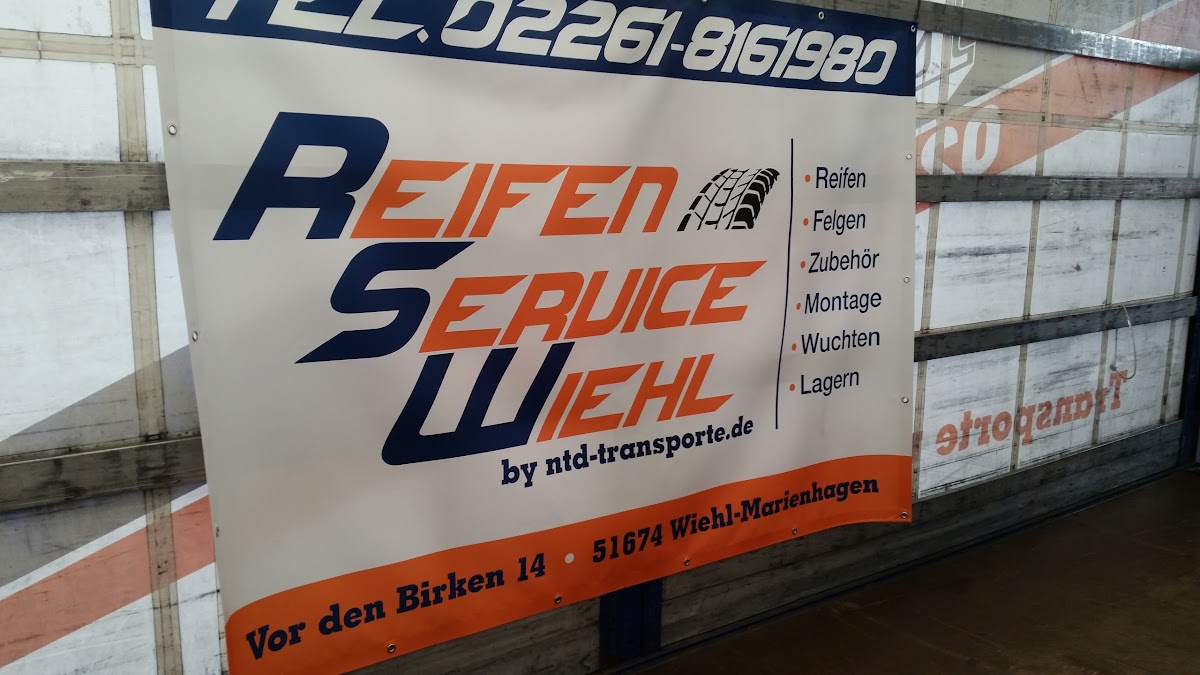 TEL. 02261-8161980
Reifen
Service
Wiehl
by ntd-transporte.de
• Reifen
• Felgen
• Zubehör
• Montage
• Wuchten
• Lagern
Vor den Birken 14 • 51674 Wiehl-Marienhagen
Transporte